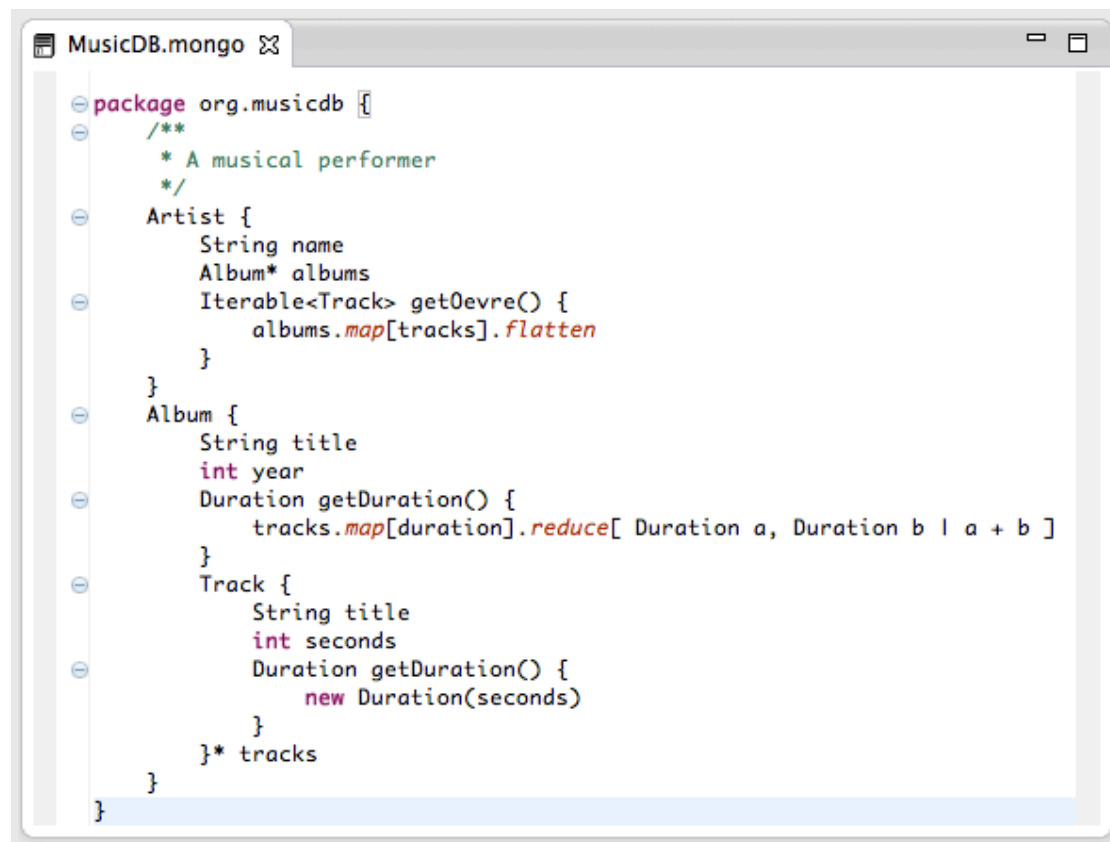 MusicDB.mongo
package org.musicdb {
/**
* A musical performer
*/
Artist {
String name
Album* albums
Iterable<Track> getOevre() {
albums.map[tracks].flatten
}
}
Album {
String title
int year
Duration getDuration() {
tracks.map[duration].reduce[ Duration a, Duration b | a + b ]
}
Track {
String title
int seconds
Duration getDuration() {
new Duration(seconds)
}
}* tracks
}
}